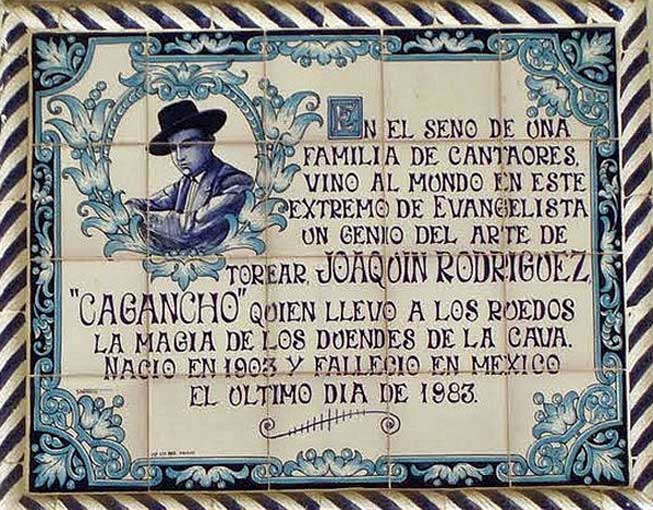 EN EL SENO DE UNA
FAMILIA DE CANTAORES,
VINO AL MUNDO EN ESTE
EXTREMO DE EVANGELISTA
UN GENIO DEL ARTE DE
TOREAR, JOAQUIN RODRIGUEZ,
"CAGANCHO" QUIEN LLEVO A LOS RUEDOS
LA MAGIA DE LOS DUENDES DE LA CAVA.
NACIO EN 1903 Y FALLECIO EN MEXICO
EL ULTIMO DIA DE 1983.